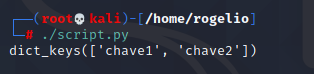 ┌──(root💀kali)-[/home/rogelio]
└─# ./script.py
dict_keys(['chave1', 'chave2'])